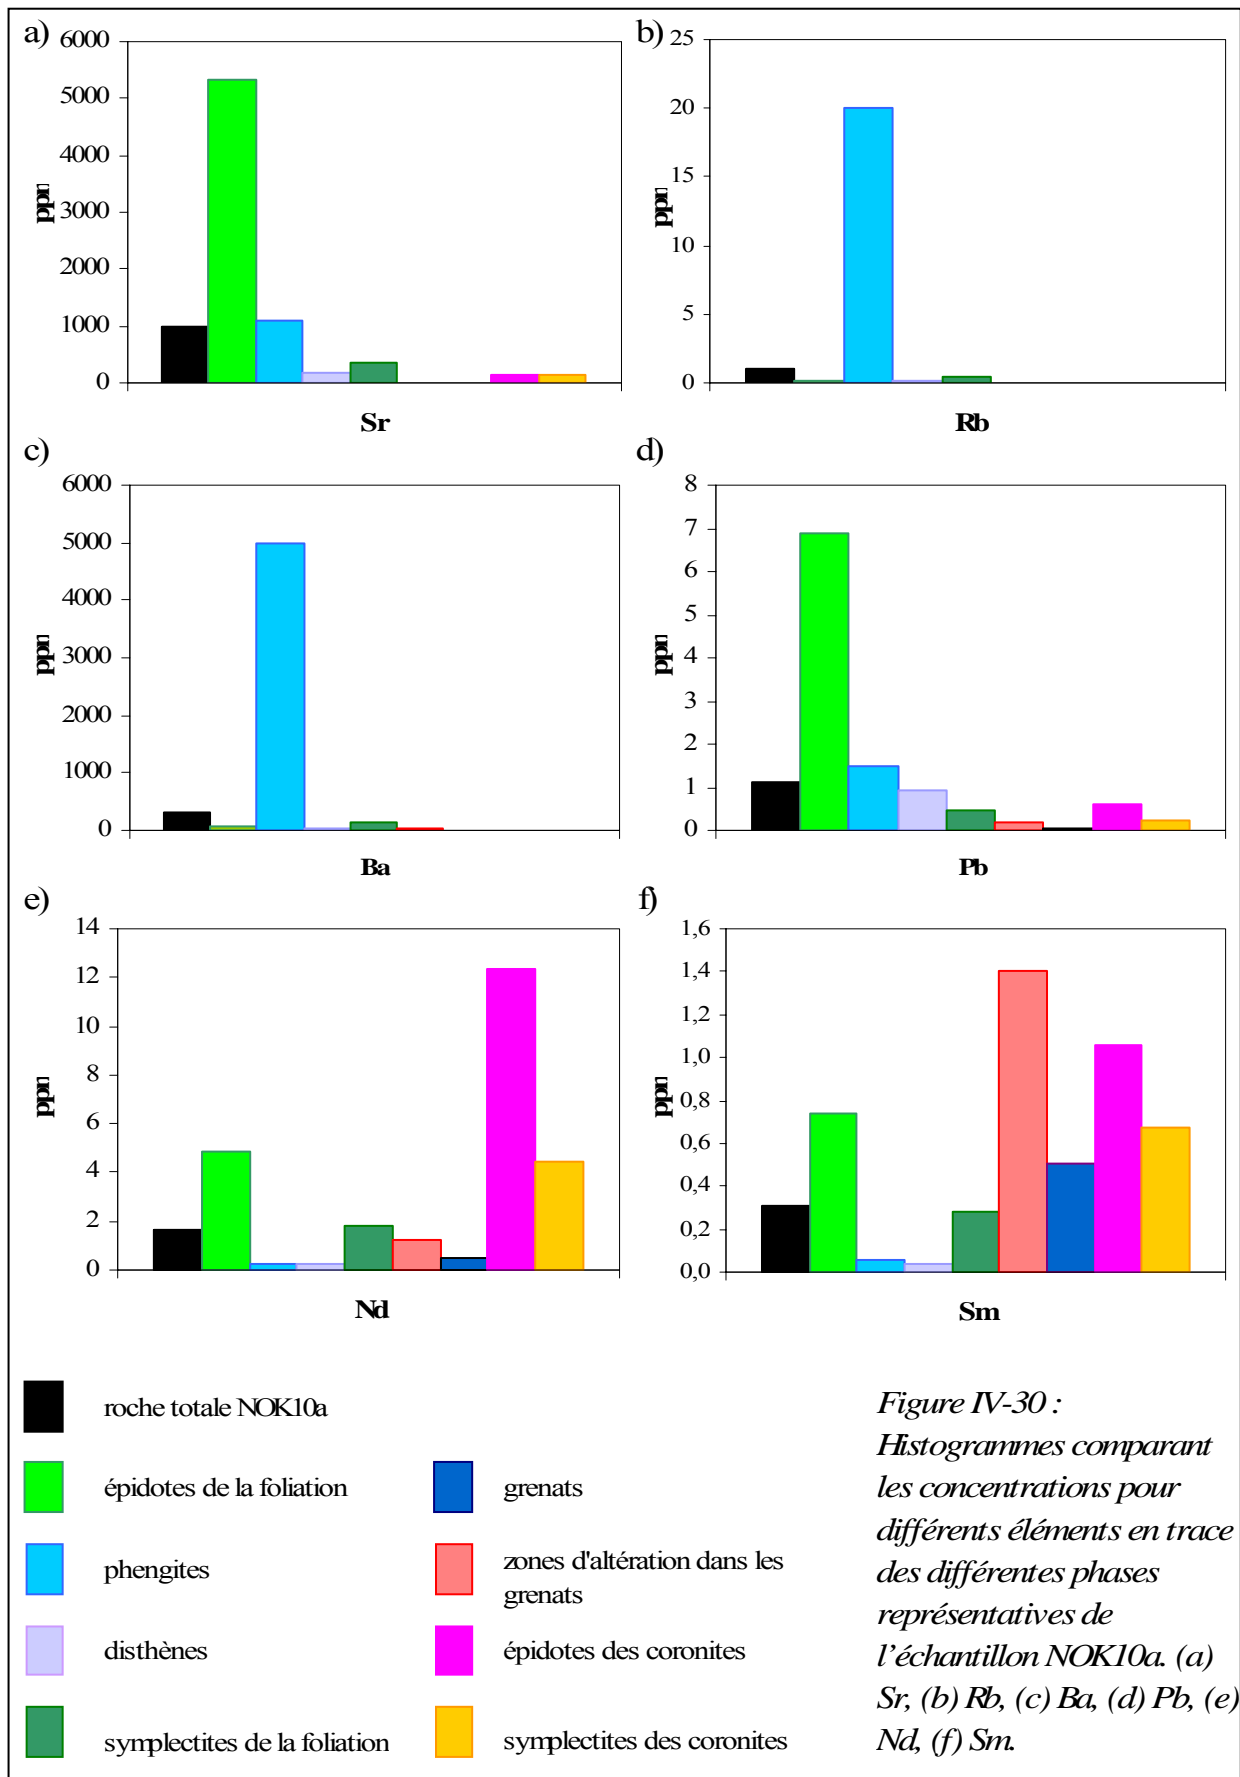 a)
6000
5000
4000
3000
2000
1000
0
ppm
Sr
b)
25
20
15
10
5
0
ppm
Rb
c)
6000
5000
4000
3000
2000
1000
0
ppm
Ba
d)
8
7
6
5
4
3
2
1
0
ppm
Pb
e)
14
12
10
8
6
4
2
0
ppm
Nd
f)
1,6
1,4
1,2
1,0
0,8
0,6
0,4
0,2
0,0
ppm
Sm
roche totale NOK10a
épidotes de la foliation
phengites
disthènes
symplectites de la foliation
grenats
zones d'altération dans les
grenats
épidotes des coronites
symplectites des coronites
Figure IV-30 :
Histogrammes comparant
les concentrations pour
différents éléments en trace
des différentes phases
représentatives de
l’échantillon NOK10a. (a)
Sr, (b) Rb, (c) Ba, (d) Pb, (e)
Nd, (f) Sm.